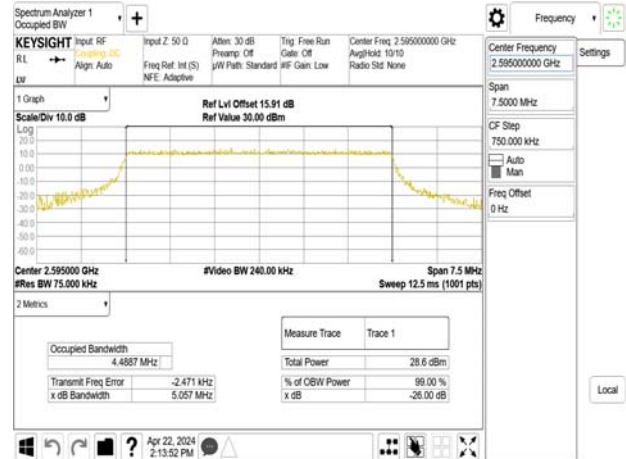 Spectrum Analyzer 1
Occupied BW
+
Frequency
KEYSIGHT
Input: RF
Input Z: 50 Ω
Atten: 30 dB
Trig: Free Run
Center Freq: 2.595000000 GHz
RL
Coupling: DC
Preamp: Off
Gate: Off
Avg|Hold: 10/10
Align: Auto
Freq Ref: Int (S)
µW Path: Standard
#IF Gain: Low
Radio Std: None
NFE: Adaptive
1 Graph
Ref Lvl Offset 15.91 dB
Scale/Div 10.0 dB
Ref Value 30.00 dBm
Log
20.0
10.0
0.00
-10.0
-20.0
-30.0
-40.0
-50.0
-60.0
Center 2.595000 GHz
#Video BW 240.00 kHz
Span 7.5 MHz
#Res BW 75.000 kHz
Sweep 12.5 ms (1001 pts)
2 Metrics
Measure Trace
Trace 1
Occupied Bandwidth
4.4887 MHz
Total Power
28.6 dBm
Transmit Freq Error
-2.471 kHz
% of OBW Power
99.00 %
x dB Bandwidth
5.057 MHz
x dB
-26.00 dB
Apr 22, 2024
2:13:52 PM
?
Center Frequency
2.595000000 GHz
Settings
Span
7.5000 MHz
CF Step
750.000 kHz
Auto
Man
Freq Offset
0 Hz
Local